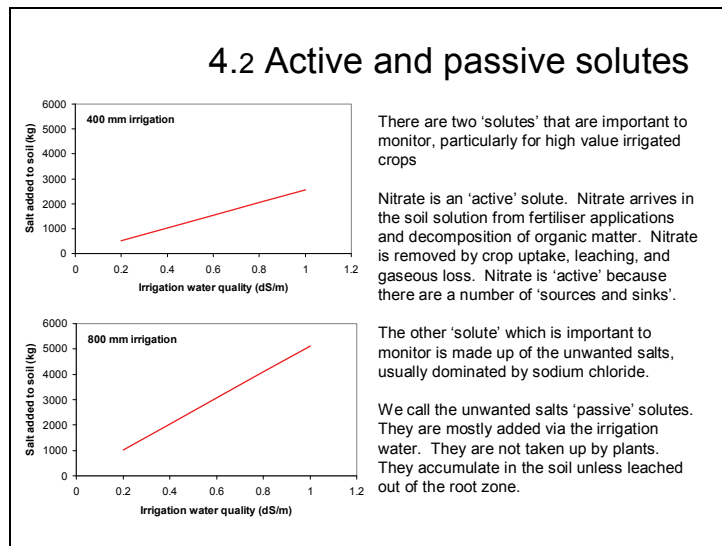 4.2 Active and passive solutes
6000
5000
4000
3000
2000
1000
0
Salt added to soil (kg)
400 mm irrigation
0 0.2 0.4 0.6 0.8 1 1.2
Irrigation water quality (dS/m)
6000
5000
4000
3000
2000
1000
0
Salt added to soil (kg)
800 mm irrigation
0 0.2 0.4 0.6 0.8 1 1.2
Irrigation water quality (dS/m)
There are two ‘solutes’ that are important to
monitor, particularly for high value irrigated
crops
Nitrate is an ‘active’ solute.  Nitrate arrives in
the soil solution from fertiliser applications
and decomposition of organic matter.  Nitrate
is removed by crop uptake, leaching, and
gaseous loss. Nitrate is ‘active’ because
there are a number of ‘sources and sinks’.
The other ‘solute’ which is important to
monitor is made up of the unwanted salts,
usually dominated by sodium chloride.
We call the unwanted salts ‘passive’ solutes.
They are mostly added via the irrigation
water.  They are not taken up by plants.
They accumulate in the soil unless leached
out of the root zone.